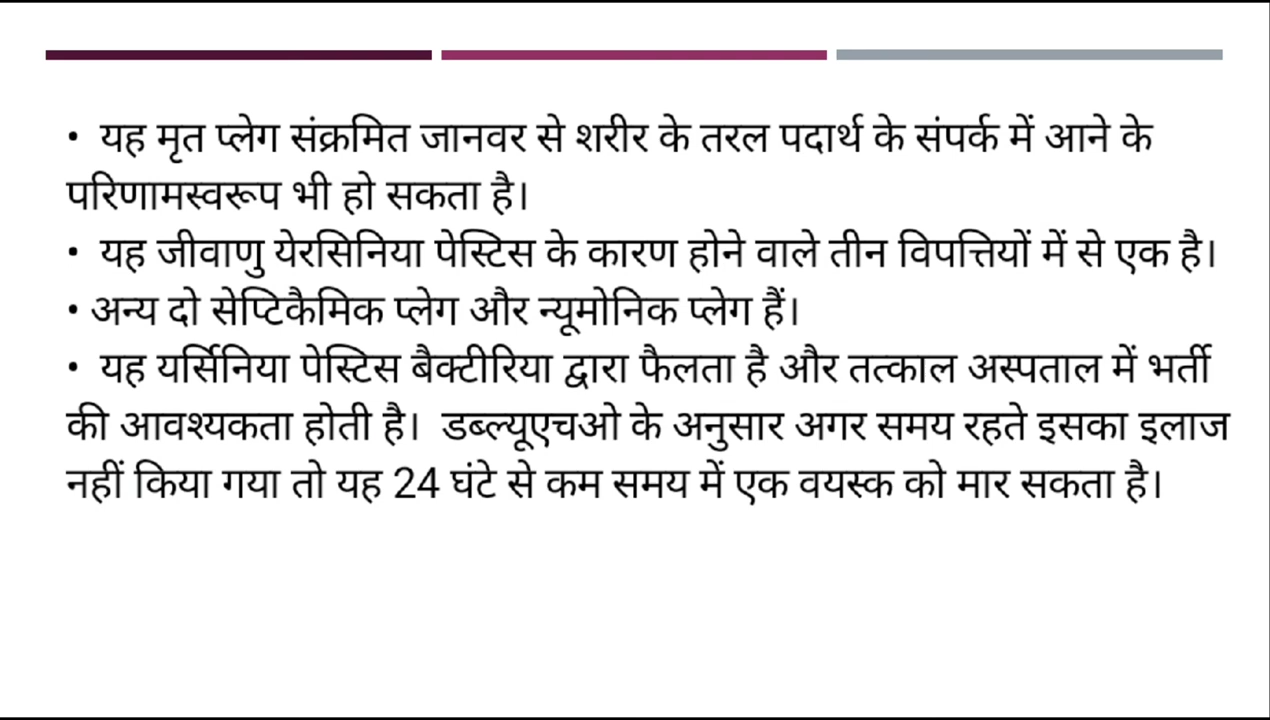 • यह मृत प्लेग संक्रमित जानवर से शरीर के तरल पदार्थ के संपर्क में आने के
परिणामस्वरूप भी हो सकता है।
• यह जीवाणु येरसिनिया पेस्टिस के कारण होने वाले तीन विपत्तियों में से एक है।
• अन्य दो सेप्टिकैमिक प्लेग और न्यूमोनिक प्लेग हैं।
• यह यर्सिनिया पेस्टिस बैक्टीरिया द्वारा फैलता है और तत्काल अस्पताल में भर्ती
की आवश्यकता होती है। डब्ल्यूएचओ के अनुसार अगर समय रहते इसका इलाज
नहीं किया गया तो यह 24 घंटे से कम समय में एक वयस्क को मार सकता है।